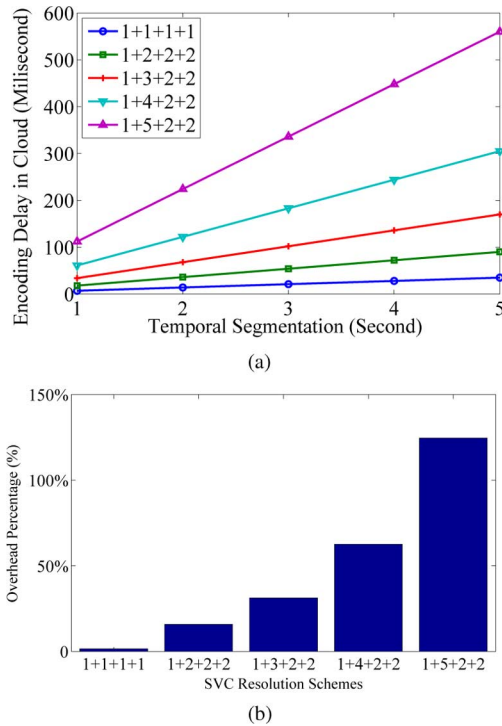 600
500
400
300
200
100
0
Encoding Delay in Cloud (Milisecond)
1+1+1+1
1+2+2+2
1+3+2+2
1+4+2+2
1+5+2+2
1 2 3 4 5
Temporal Segmentation (Second)
(a)
150%
100%
50%
0
Overhead Percentage (%)
1+1+1+1 1+2+2+2 1+3+2+2 1+4+2+2 1+5+2+2
SVC Resolution Schemes
(b)